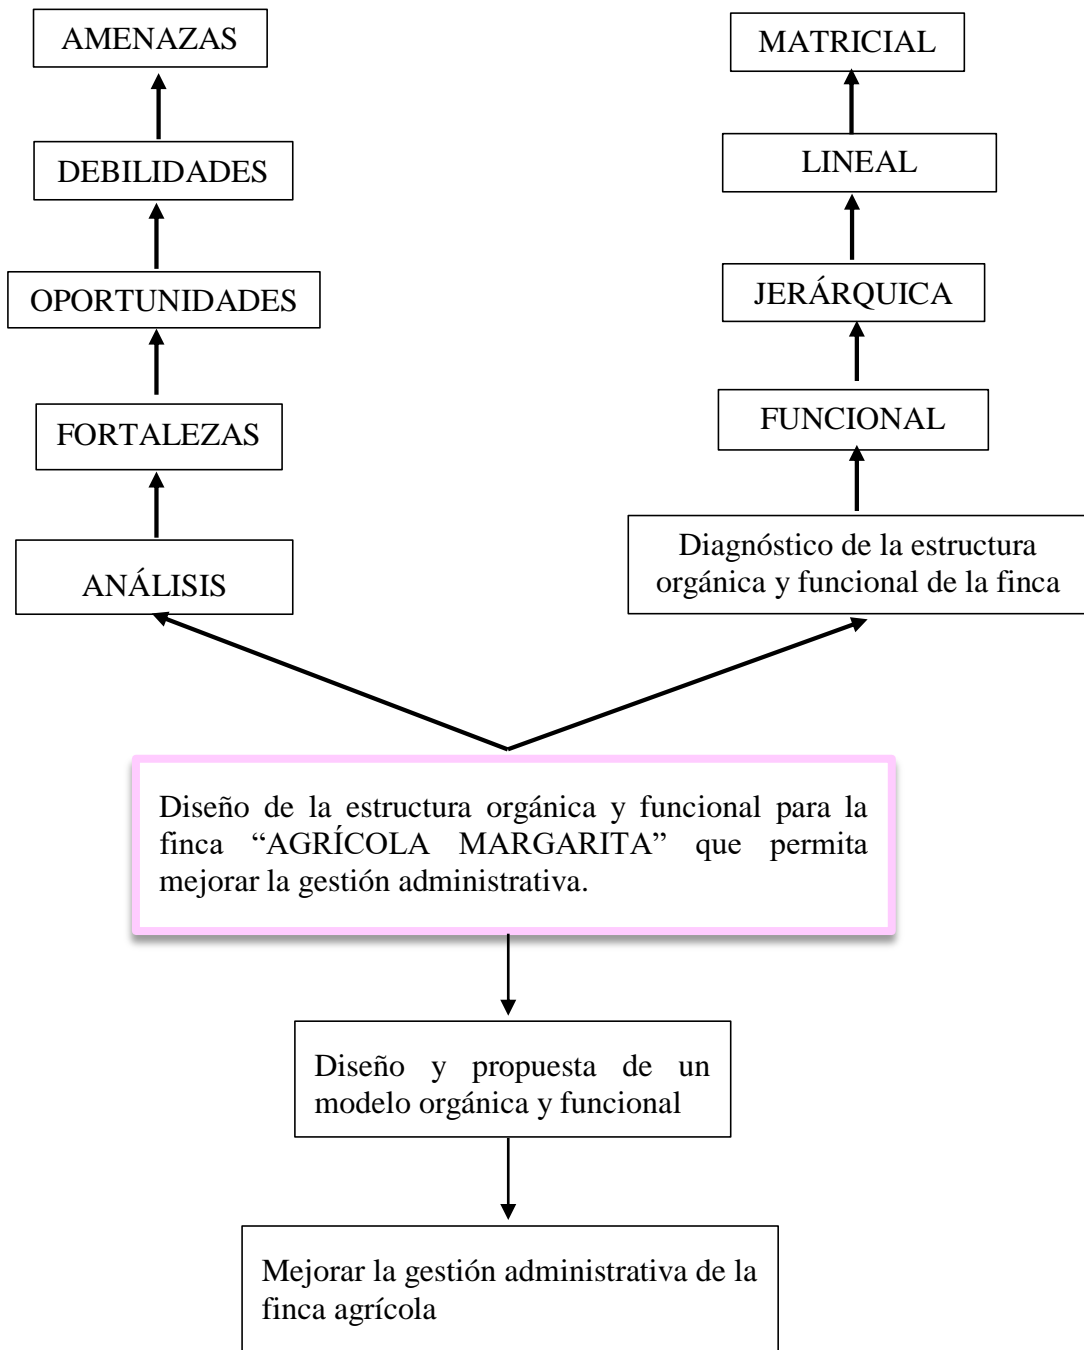 AMENAZAS
MATRICIAL
DEBILIDADES
LINEAL
OPORTUNIDADES
JERÁRQUICA
FORTALEZAS
FUNCIONAL
ANÁLISIS
Diagnóstico de la estructura
orgánica y funcional de la finca
Diseño de la estructura orgánica y funcional para la
finca “AGRÍCOLA MARGARITA” que permita
mejorar la gestión administrativa.
Diseño y propuesta de un
modelo orgánica y funcional
Mejorar la gestión administrativa de la
finca agrícola